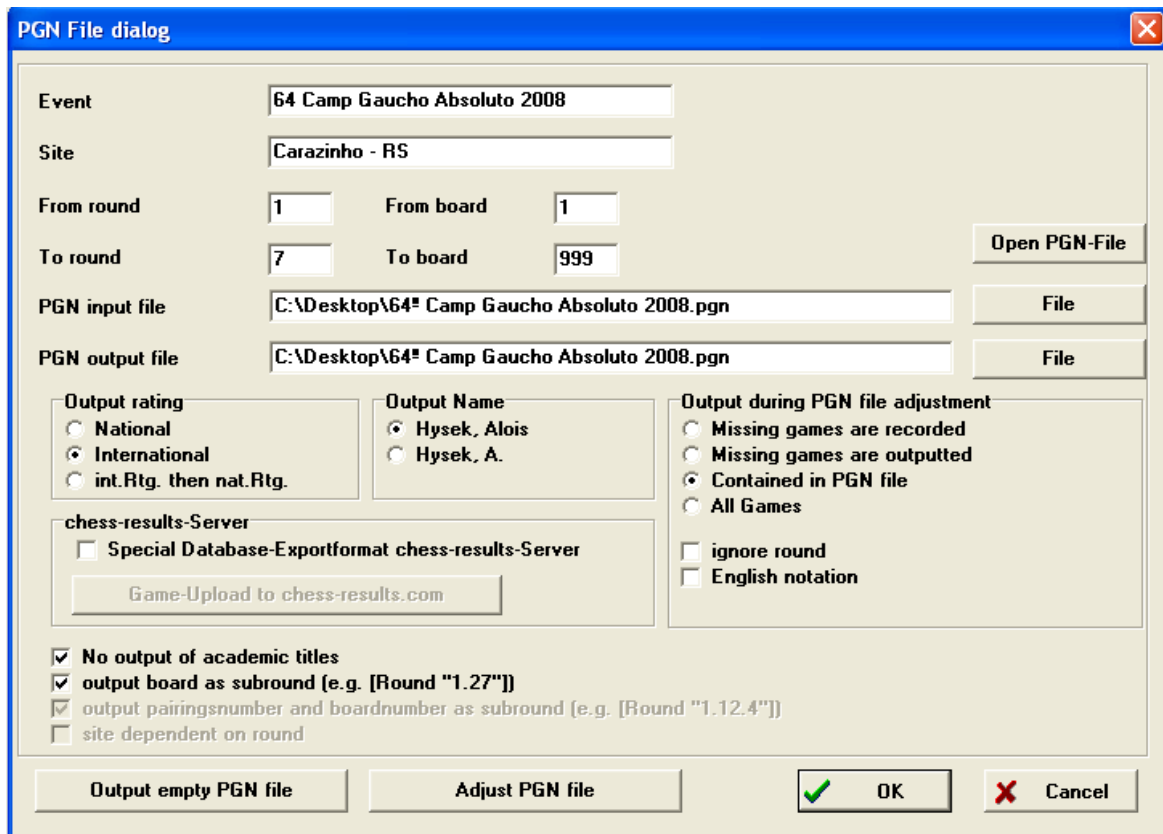 PGN File dialog
Event 64 Camp Gaucho Absoluto 2008
Site Carazinho - RS
From round 1 From board 1
To round 7 To board 999
Open PGN-File
PGN input file C:\Desktop\64ª Camp Gaucho Absoluto 2008.pgn File
PGN output file C:\Desktop\64ª Camp Gaucho Absoluto 2008.pgn File
Output rating
National
International
int.Rtg. then nat.Rtg.
Output Name
Hysek, Alois
Hysek, A.
Output during PGN file adjustment
Missing games are recorded
Missing games are outputted
Contained in PGN file
All Games
ignore round
English notation
chess-results-Server
Special Database-Exportformat chess-results-Server
Game-Upload to chess-results.com
No output of academic titles
output board as subround (e.g. [Round "1.27"])
output pairingsnumber and boardnumber as subround (e.g. [Round "1.12.4"])
site dependent on round
Output empty PGN file Adjust PGN file OK Cancel